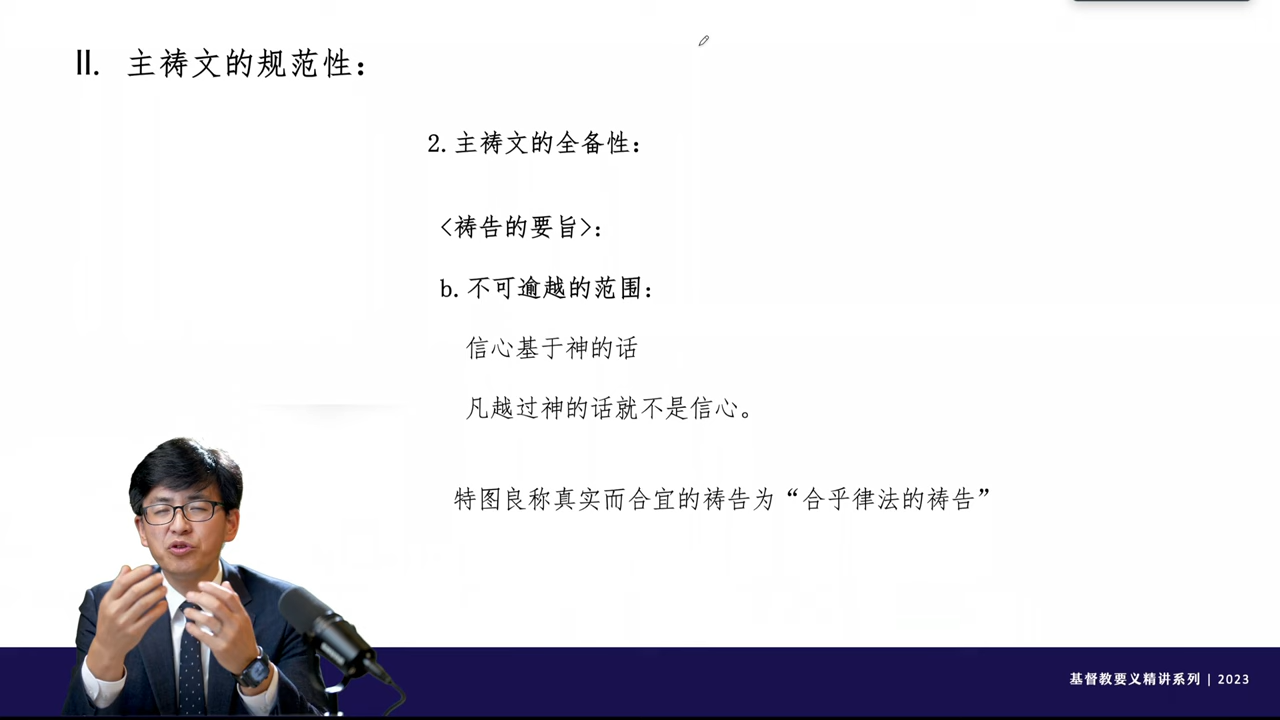 II. 主祷文的规范性：
2.主祷文的全备性：
<祷告的要旨>：
b.不可逾越的范围：
信心基于神的话
凡越过神的话就不是信心。
特图良称真实而合宜的祷告为“合乎律法的祷告”
基督教要义精讲系列 | 2023